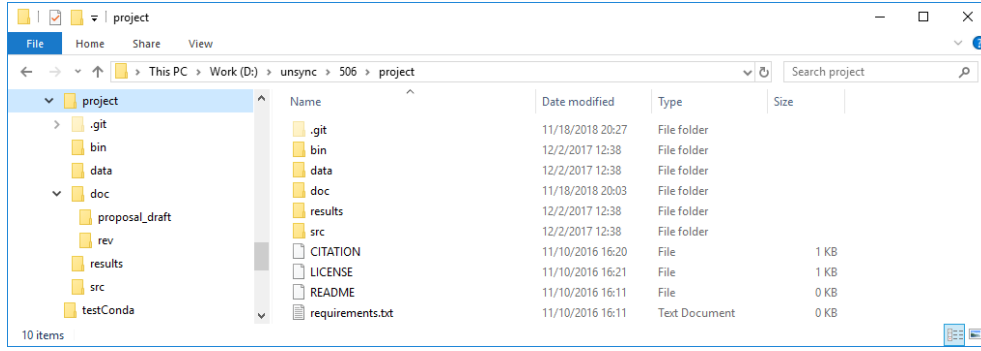 project
File Home Share View
This PC > Work (D:) > unsync > 506 > project Search project
project Name Date modified Type Size
.git .git 11/18/2018 20:27 File folder
bin bin 12/2/2017 12:38 File folder
data data 12/2/2017 12:38 File folder
doc doc 11/18/2018 20:03 File folder
proposal_draft results 12/2/2017 12:38 File folder
rev src 12/2/2017 12:38 File folder
results CITATION 11/10/2016 16:20 File 1 KB
src LICENSE 11/10/2016 16:21 File 1 KB
testConda README 11/10/2016 16:11 File 0 KB
requirements.txt 11/10/2016 16:11 Text Document 0 KB
10 items